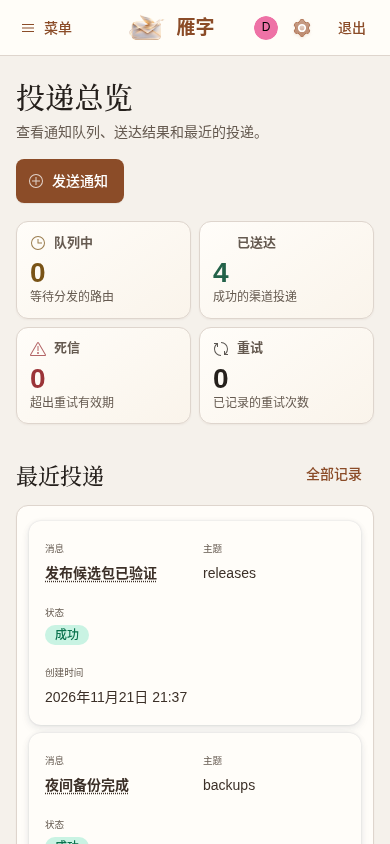 菜单
雁字
D
退出
投递总览
查看通知队列、送达结果和最近的投递。
发送通知
队列中
0
等待分发的路由
已送达
4
成功的渠道投递
死信
0
超出重试有效期
重试
0
已记录的重试次数
最近投递
全部记录
消息
主题
发布候选包已验证
releases
状态
成功
创建时间
2026年11月21日 21:37
消息
主题
夜间备份完成
backups
状态
成功